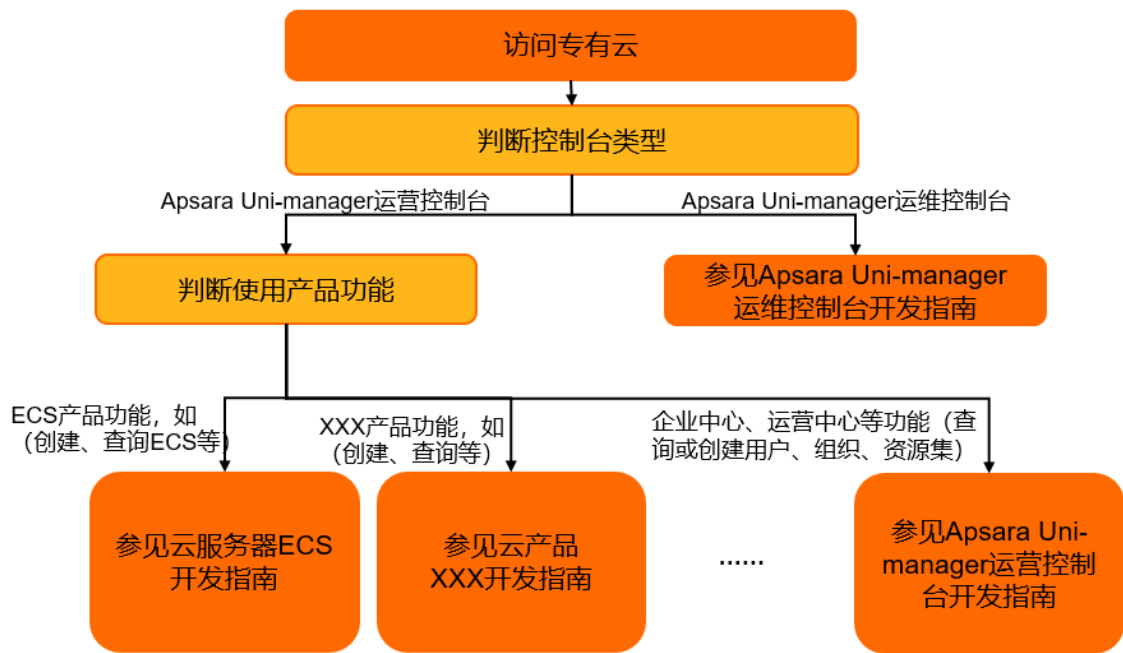 访问专有云
判断控制台类型
Apsara Uni-manager运营控制台
Apsara Uni-manager运维控制台
判断使用产品功能
参见Apsara Uni-manager
运维控制台开发指南
ECS产品功能，如
（创建、查询ECS等）
XXX产品功能，如
（创建、查询等）
企业中心、运营中心等功能（查
询或创建用户、组织、资源集）
参见云服务器ECS
开发指南
参见云产品
XXX开发指南
......
参见Apsara Uni-
manager运营控制
台开发指南